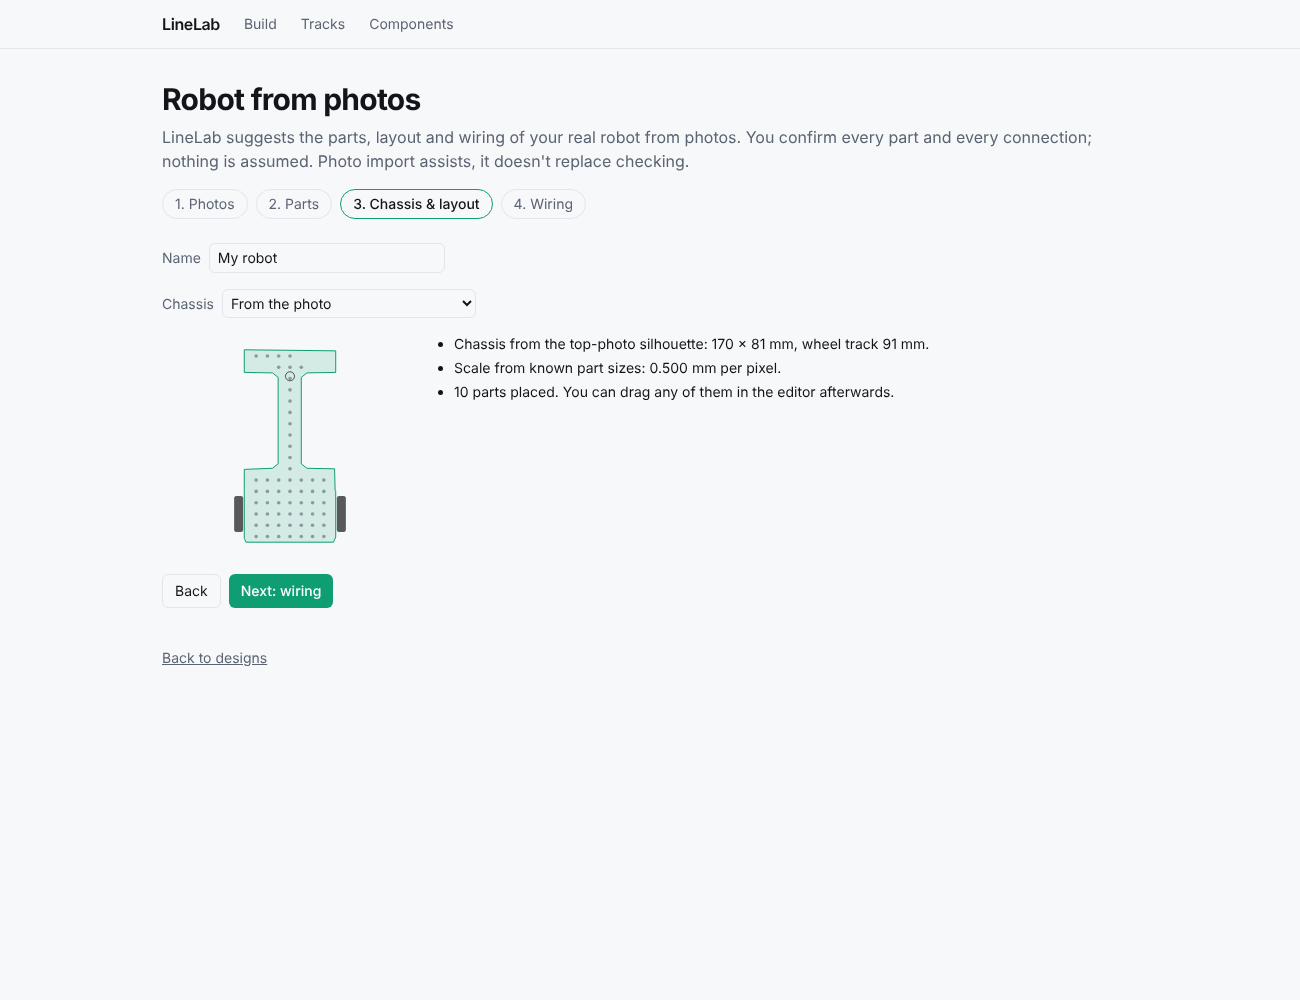 LineLab Build Tracks Components
Robot from photos
LineLab suggests the parts, layout and wiring of your real robot from photos. You confirm every part and every connection;
nothing is assumed. Photo import assists, it doesn't replace checking.
1. Photos 2. Parts 3. Chassis & layout 4. Wiring
Name My robot
Chassis From the photo
• Chassis from the top-photo silhouette: 170 × 81 mm, wheel track 91 mm.
• Scale from known part sizes: 0.500 mm per pixel.
• 10 parts placed. You can drag any of them in the editor afterwards.
Back Next: wiring
Back to designs